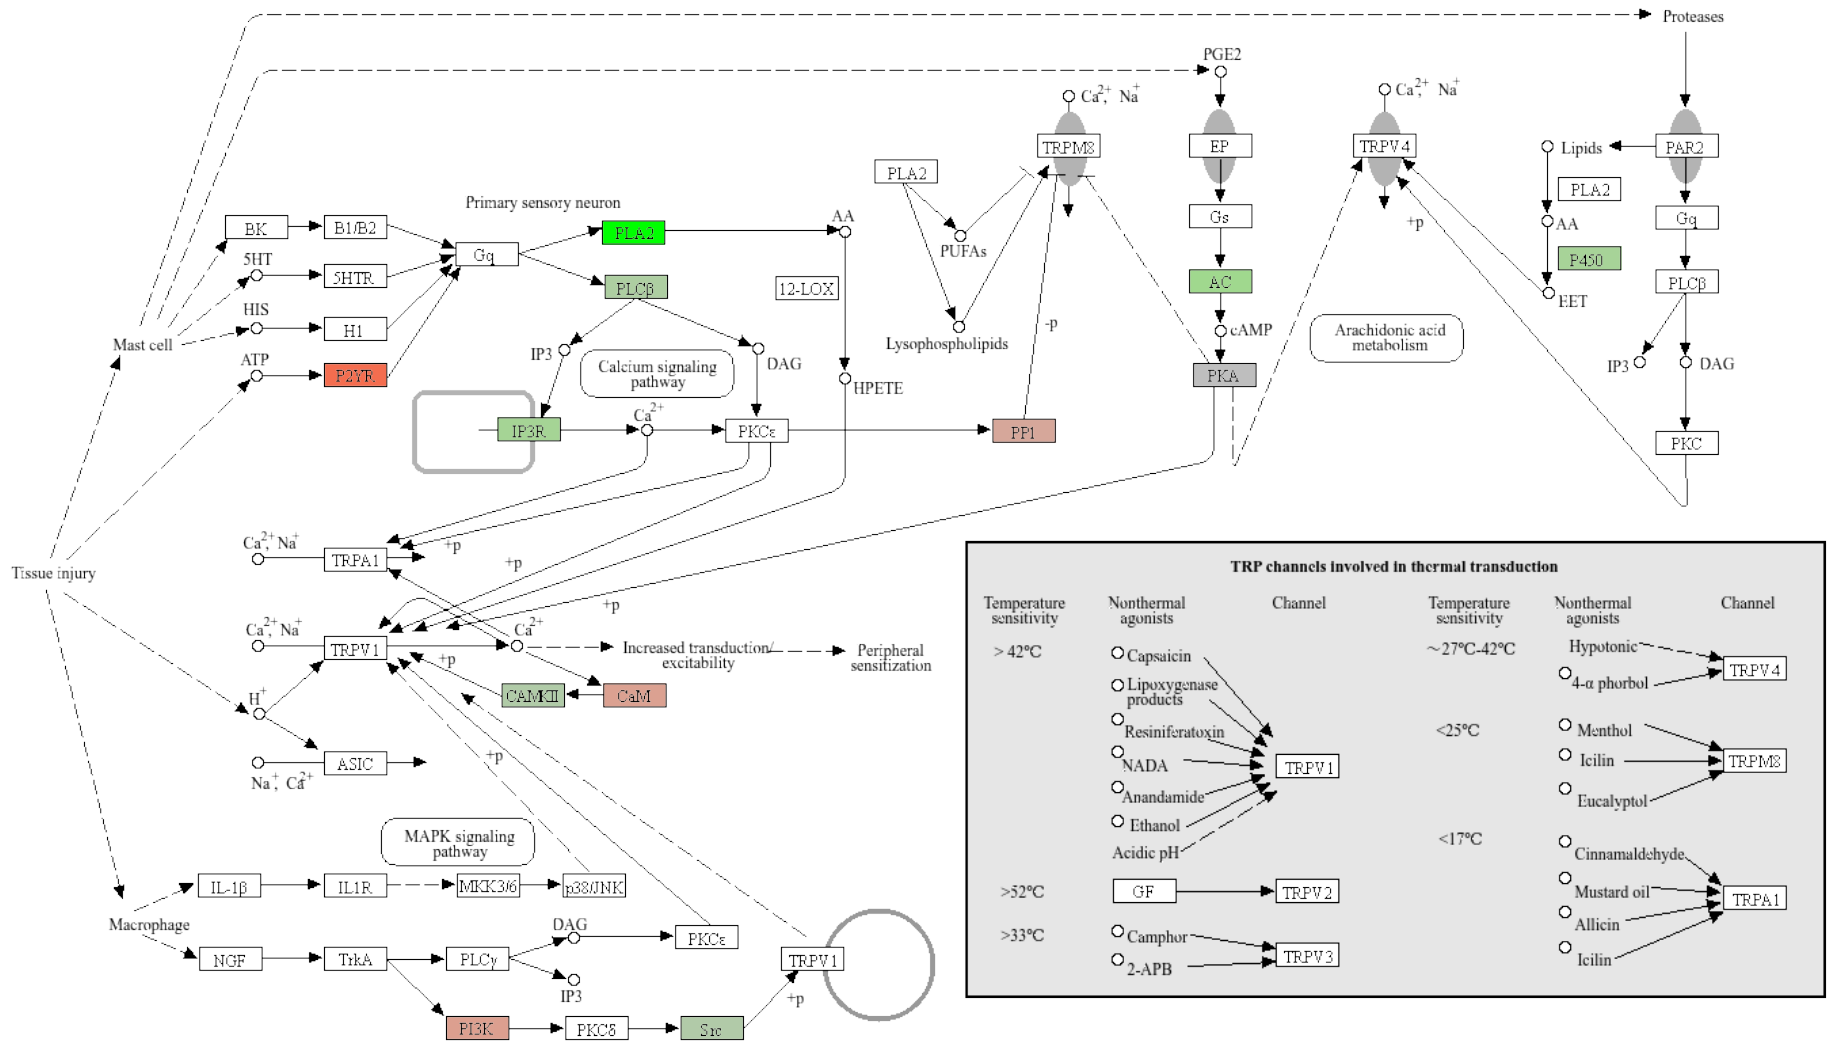 Proteases
PGE2
Ca2+, Na+
Ca2+, Na+
TRPM8
EP
TRPV4
Lipids
PAR2
PLA2
PLA2
Primary sensory neuron
AA
Gs
AA
Gq
+p
BK
B1/B2
PLA2
PUFAs
Gq
5HT
5HTR
PLCβ
12-LOX
AC
P450
PLCβ
EET
HIS
H1
Mast cell
Lysophospholipids
-p
cAMP
Arachidonic acid
metabolism
IP3
DAG
IP3
DAG
ATP
P2YR
Calcium signaling
pathway
HPETE
PKA
Ca2+
IP3R
PKCε
PP1
PKC
Ca2+, Na+
TRPA1
+p
+p
Tissue injury
+p
Ca2+, Na+
TRPV1
Ca2+
Increased transduction/
excitability
Peripheral
sensitization
+p
CAMKII
CaM
H+
+p
ASIC
Na+, Ca2+
MAPK signaling
pathway
IL-1β
IL1R
MKK3/6
p38/JNK
Macrophage
DAG
PKCε
NGF
TrkA
PLCγ
TRPV1
IP3
+p
PI3K
PKCδ
Src
TRP channels involved in thermal transduction
Temperature
sensitivity
Nonthermal
agonists
Channel
Temperature
sensitivity
Nonthermal
agonists
Channel
> 42°C
Capsaicin
Lipoxygenase
products
Resiniferatoxin
NADA
Anandamide
Ethanol
Acidic pH
TRPV1
>52°C
GF
TRPV2
>33°C
Camphor
2-APB
TRPV3
~27°C-42°C
Hypotonic
4-α phorbol
TRPV4
<25°C
Menthol
Icilin
Eucalyptol
TRPM8
<17°C
Cinnamaldehyde
Mustard oil
Allicin
Icilin
TRPA1